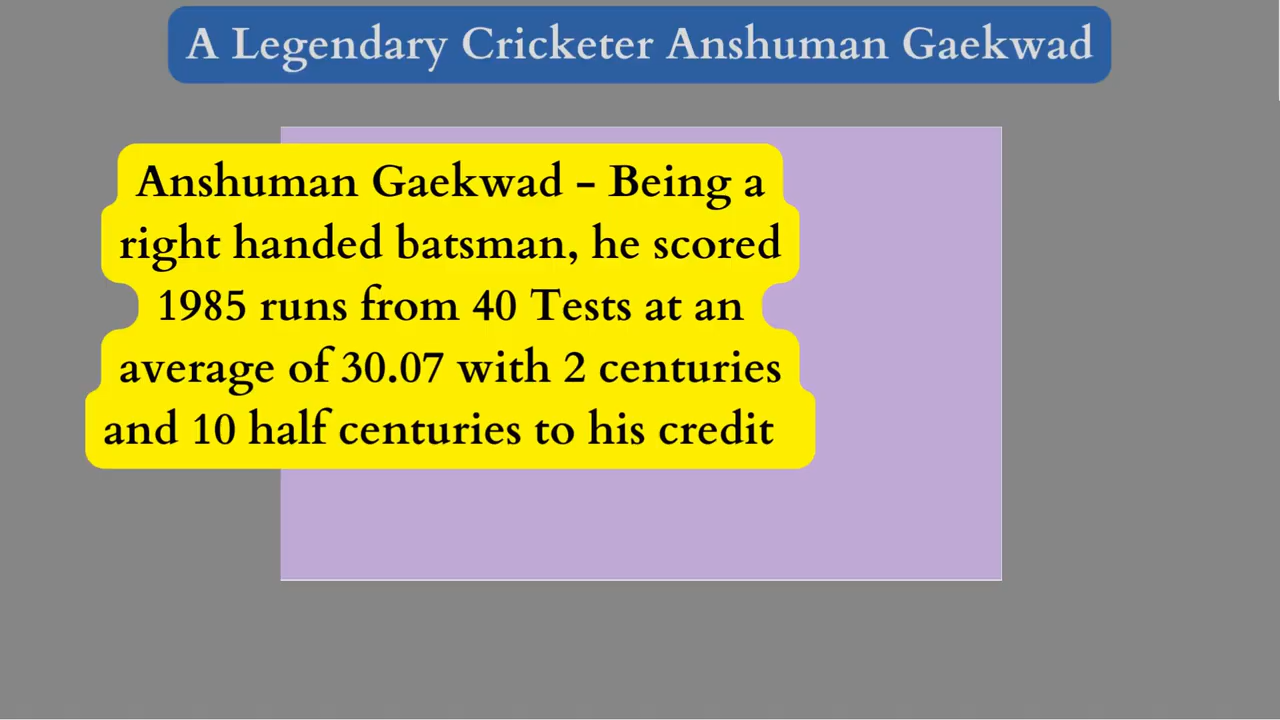 A Legendary Cricketer Anshuman Gaekwad
Anshuman Gaekwad - Being a
right handed batsman, he scored
1985 runs from 40 Tests at an
average of 30.07 with 2 centuries
and 10 half centuries to his credit